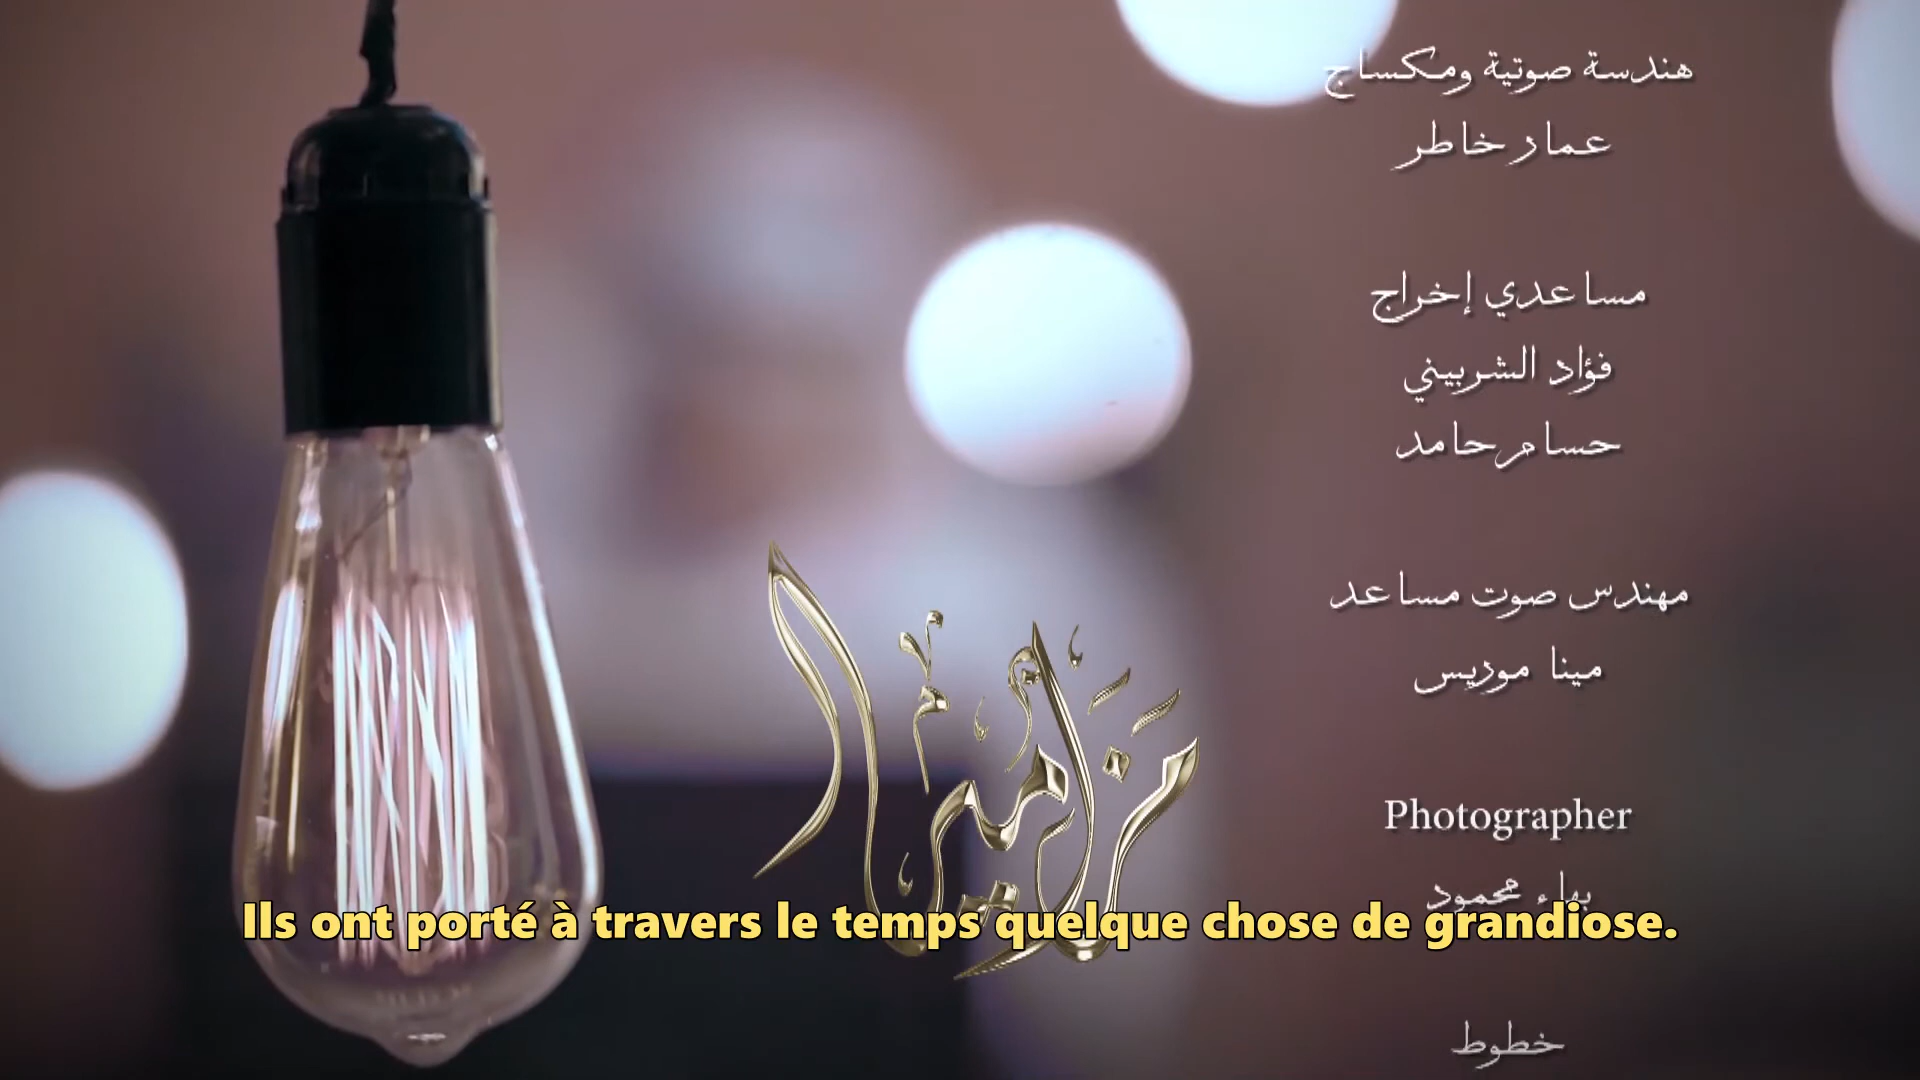 هندسة صوتية ومكساج
عمار خاطر
مساعدي إخراج
فؤاد الشربيني
حسام حامد
مهندس صوت مساعد
مينا موريس
Photographer
بهاء محمود
Ils ont porté à travers le temps quelque chose de grandiose.
خطوط